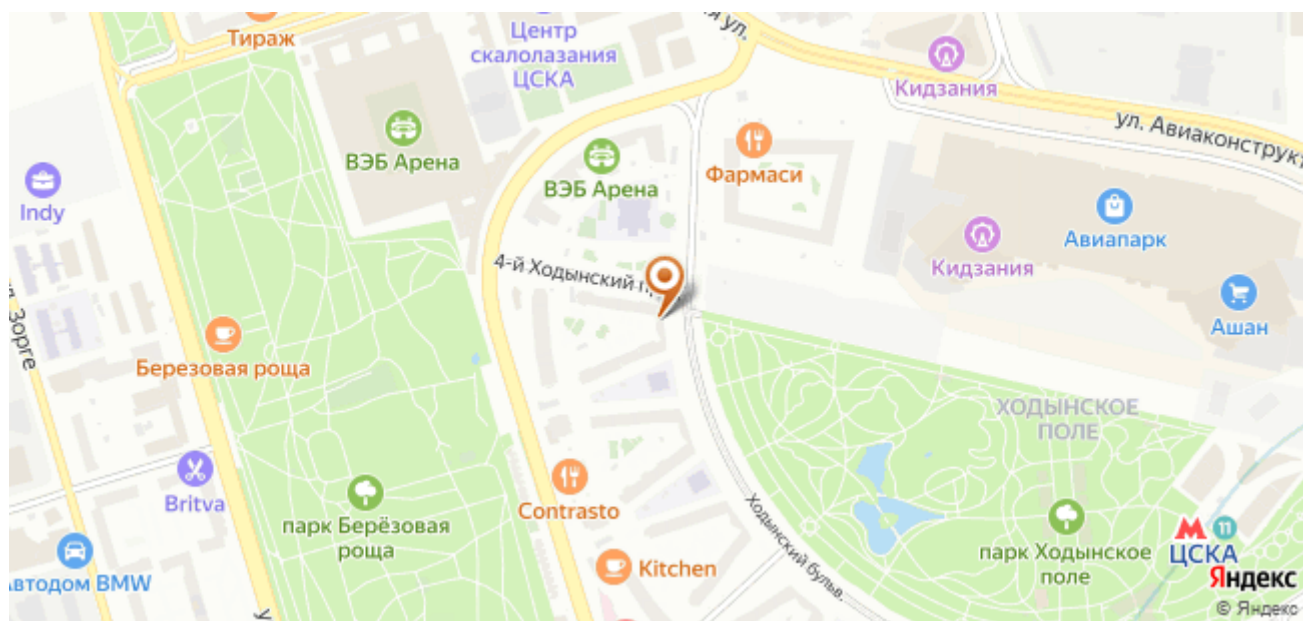 Тираж
Центр
скалолазания
ЦСКА
ул.
Кидзания
ул. Авиаконструкт
ВЭБ Арена
ВЭБ Арена
Фармаси
Indy
Авиапарк
4-й Ходынский пр
Кидзания
Зорге
Ашан
Березовая роща
ХОДЫНСКОЕ
ПОЛЕ
Britva
Contrasto
парк Берёзовая
роща
Ходынский бульв.
11
парк Ходынское
поле
ЦСКА
Kitchen
Автодом BMW
Яндекс
© Яндекс